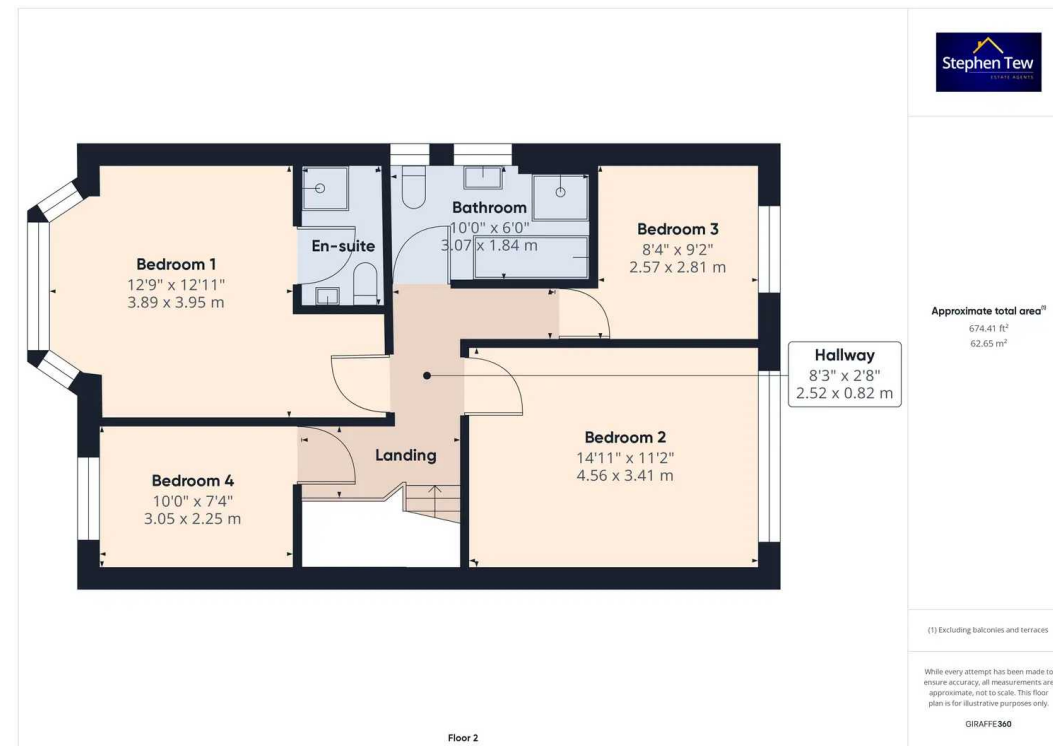 Stephen Tew
ESTATE AGENTS
Bathroom
10'0" x 6'0"
3.07 x 1.84 m
En-suite
Bedroom 3
8'4" x 9'2"
2.57 x 2.81 m
Bedroom 1
12'9" x 12'11"
3.89 x 3.95 m
Hallway
8'3" x 2'8"
2.52 x 0.82 m
Bedroom 2
14'11" x 11'2"
4.56 x 3.41 m
Landing
Bedroom 4
10'0" x 7'4"
3.05 x 2.25 m
Floor 2
Approximate total area(1)
674.41 ft²
62.65 m²
(1) Excluding balconies and terraces
While every attempt has been made to
ensure accuracy, all measurements are
approximate, not to scale. This floor
plan is for illustrative purposes only.
GIRAFFE360